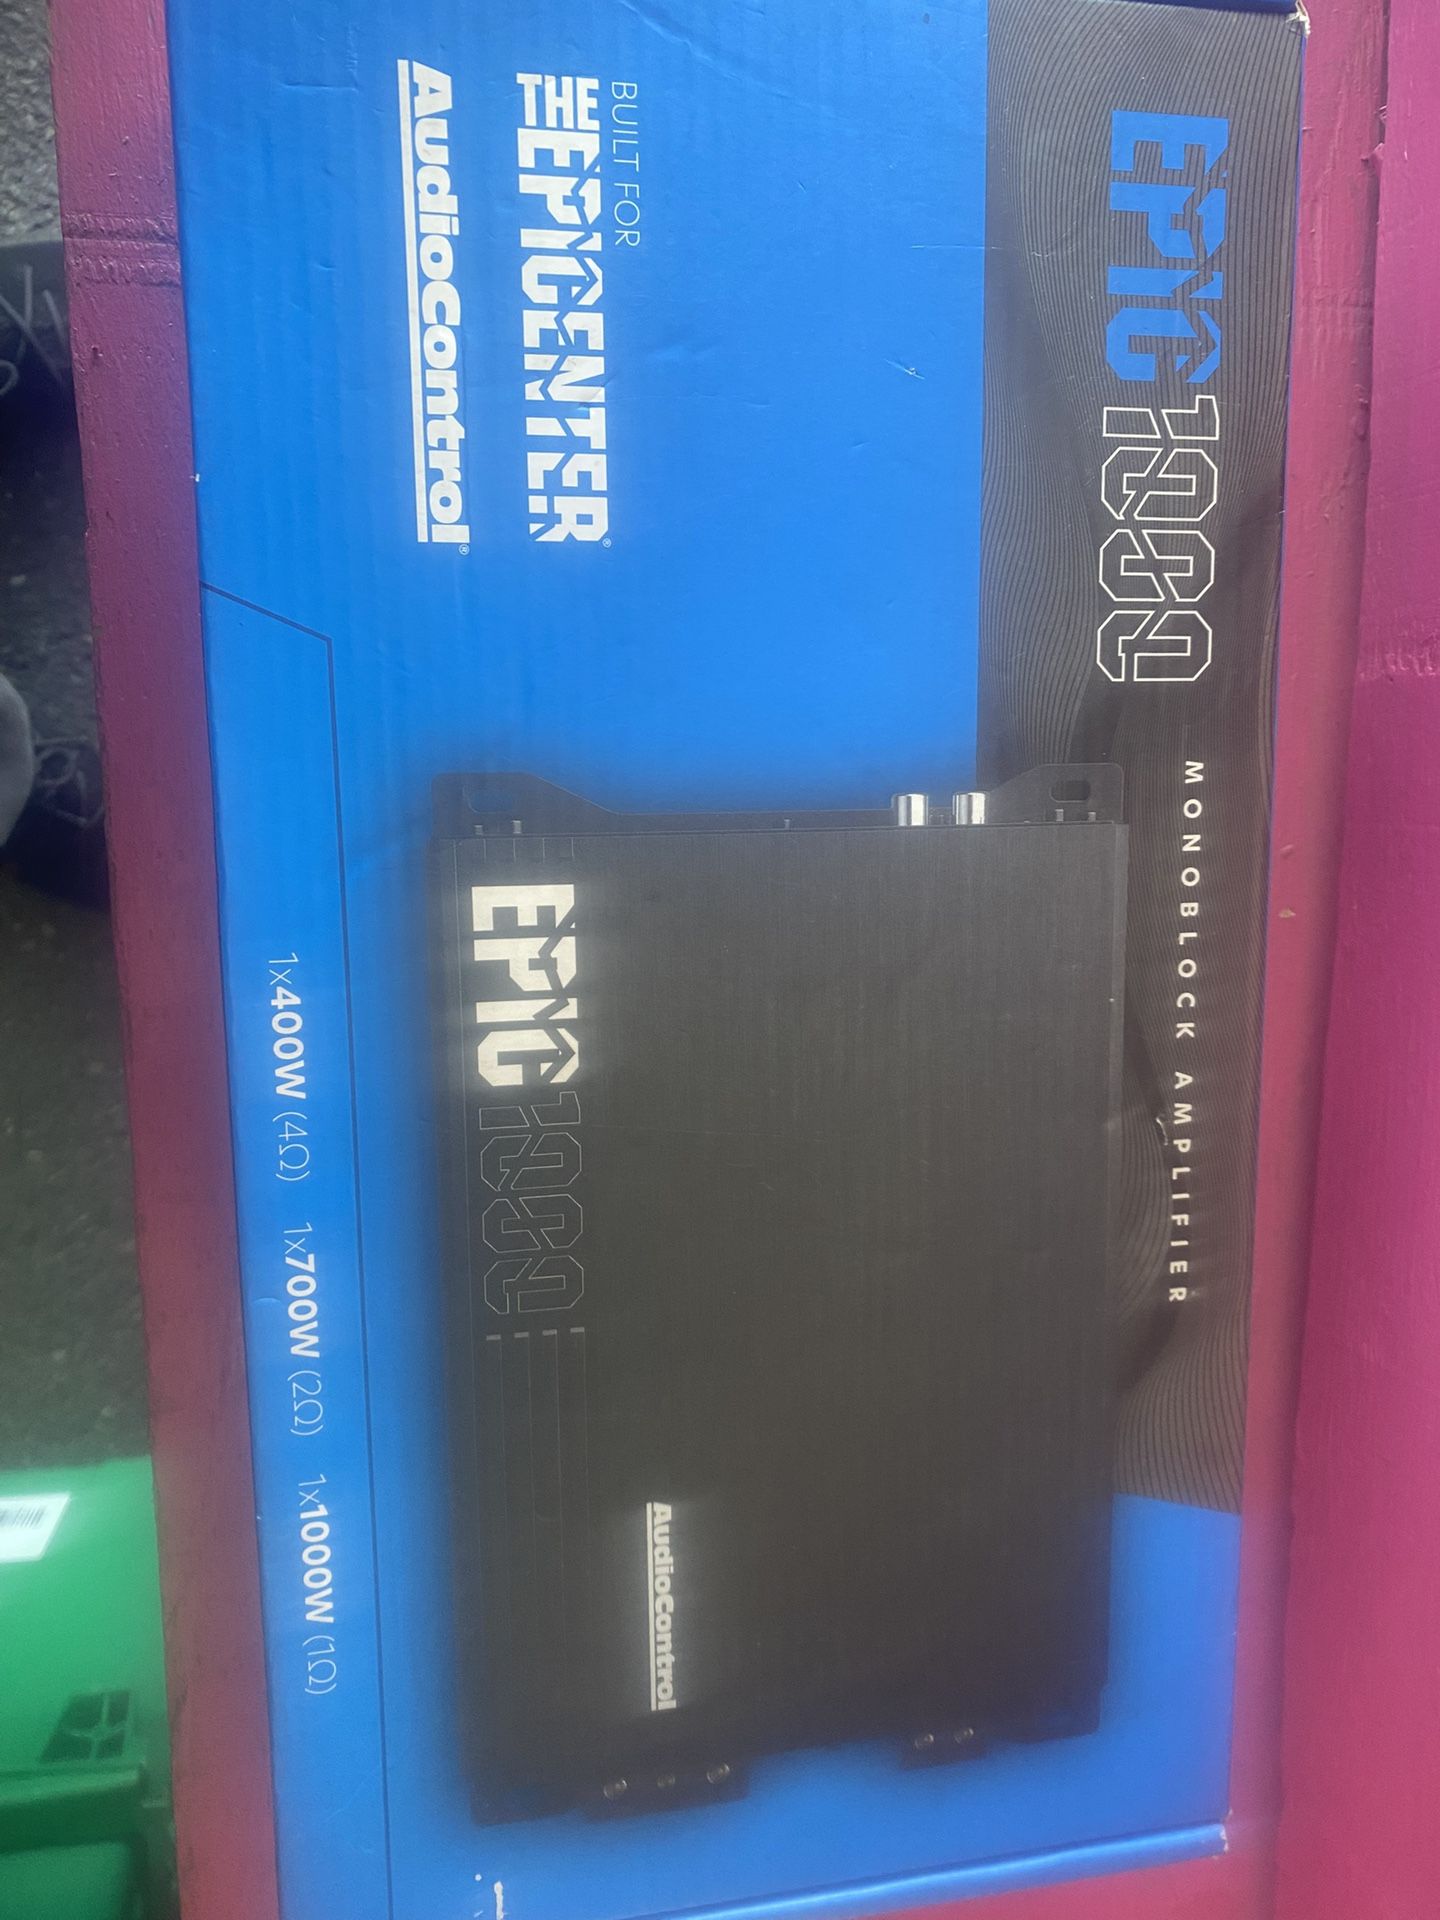 EPIC 1000
MONOBLOCK AMPLIFIER
BUILT FOR
THE EPICENTER®
AudioControl®
EPIC 1000
AudioControl
1x400W (4Ω) 1x700W (2Ω) 1x1000W (1Ω)